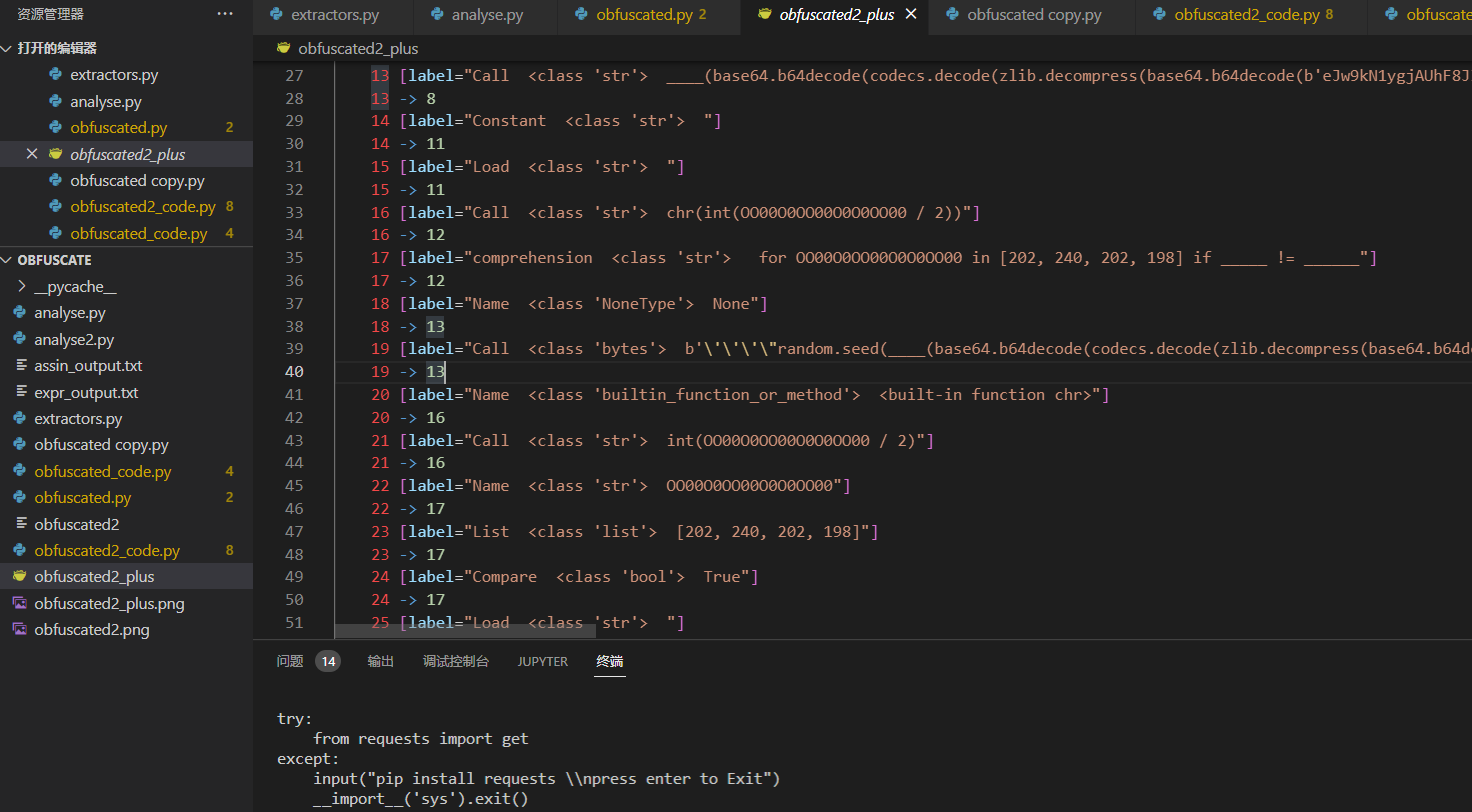 资源管理器
···
打开的编辑器
extractors.py
analyse.py
obfuscated.py 2
obfuscated2_plus
obfuscated copy.py
obfuscated2_code.py 8
obfuscated_code.py 4
OBFUSCATE
__pycache__
analyse.py
analyse2.py
assin_output.txt
expr_output.txt
extractors.py
obfuscated copy.py
obfuscated_code.py 4
obfuscated.py 2
obfuscated2
obfuscated2_code.py 8
obfuscated2_plus
obfuscated2_plus.png
obfuscated2.png
extractors.py analyse.py obfuscated.py 2 obfuscated2_plus obfuscated copy.py obfuscated2_code.py 8 obfuscate
obfuscated2_plus
27 13 [label="Call <class 'str'> ____(base64.b64decode(codecs.decode(zlib.decompress(base64.b64decode(b'eJw9kN1ygjAUhF8J
28 13 -> 8
29 14 [label="Constant <class 'str'> "]
30 14 -> 11
31 15 [label="Load <class 'str'> "]
32 15 -> 11
33 16 [label="Call <class 'str'> chr(int(OO00O0OO00O0O0OO00 / 2))"]
34 16 -> 12
35 17 [label="comprehension <class 'str'> for OO00O0OO00O0O0OO00 in [202, 240, 202, 198] if _____ != ______"]
36 17 -> 12
37 18 [label="Name <class 'NoneType'> None"]
38 18 -> 13
39 19 [label="Call <class 'bytes'> b'\'\'\'\"random.seed(____(base64.b64decode(codecs.decode(zlib.decompress(base64.b64de
40 19 -> 13
41 20 [label="Name <class 'builtin_function_or_method'> <built-in function chr>"]
42 20 -> 16
43 21 [label="Call <class 'str'> int(OO00O0OO00O0O0OO00 / 2)"]
44 21 -> 16
45 22 [label="Name <class 'str'> OO00O0OO00O0O0OO00"]
46 22 -> 17
47 23 [label="List <class 'list'> [202, 240, 202, 198]"]
48 23 -> 17
49 24 [label="Compare <class 'bool'> True"]
50 24 -> 17
51 25 [label="Load <class 'str'> "]
问题 14 输出 调试控制台 JUPYTER 终端
try:
from requests import get
except:
input("pip install requests \\npress enter to Exit")
__import__('sys').exit()